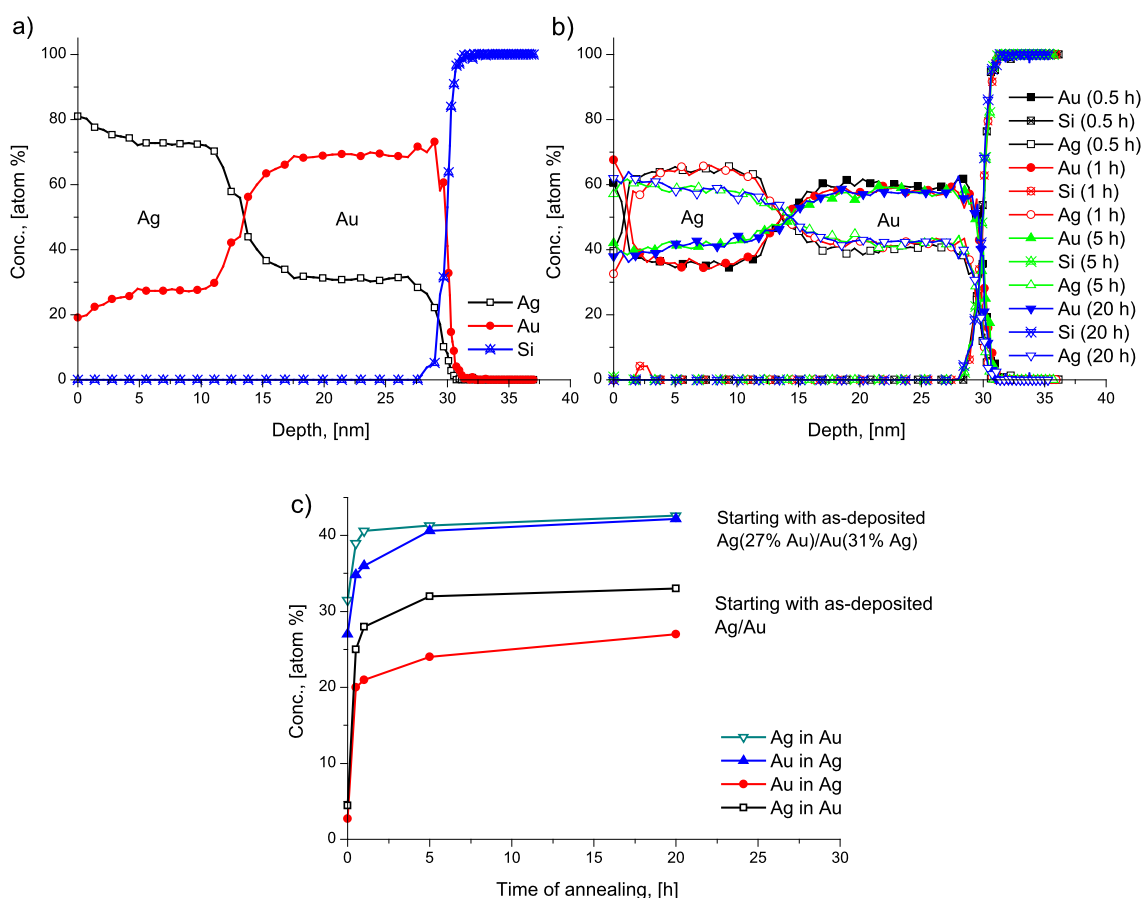 a)
100
80
60
40
20
0
Conc., [atom %]
Ag
Au
Ag
Au
Si
0
5
10
15
20
25
30
35
40
Depth, [nm]
b)
100
80
60
40
20
0
Conc., [atom %]
Ag
Au
0
5
10
15
20
25
30
35
40
Depth, [nm]
Au (0.5 h)
Si (0.5 h)
Ag (0.5 h)
Au (1 h)
Si (1 h)
Ag (1 h)
Au (5 h)
Si (5 h)
Ag (5 h)
Au (20 h)
Si (20 h)
Ag (20 h)
c)
40
30
20
10
0
Conc., [atom %]
Starting with as-deposited
Ag(27% Au)/Au(31% Ag)
Starting with as-deposited
Ag/Au
Ag in Au
Au in Ag
Au in Ag
Ag in Au
0
5
10
15
20
25
30
Time of annealing, [h]